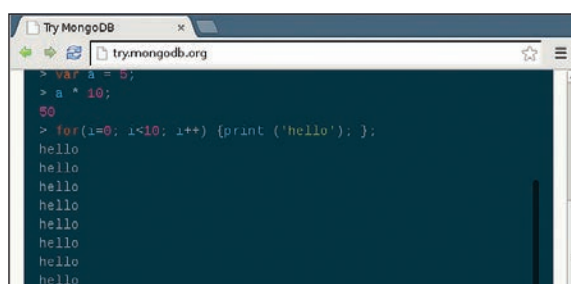 Try MongoDB
try.mongodb.org
> var a = 5;
> a * 10;
50
> for(i=0; i<10; i++) {print ('hello'); };
hello
hello
hello
hello
hello
hello
hello
hello